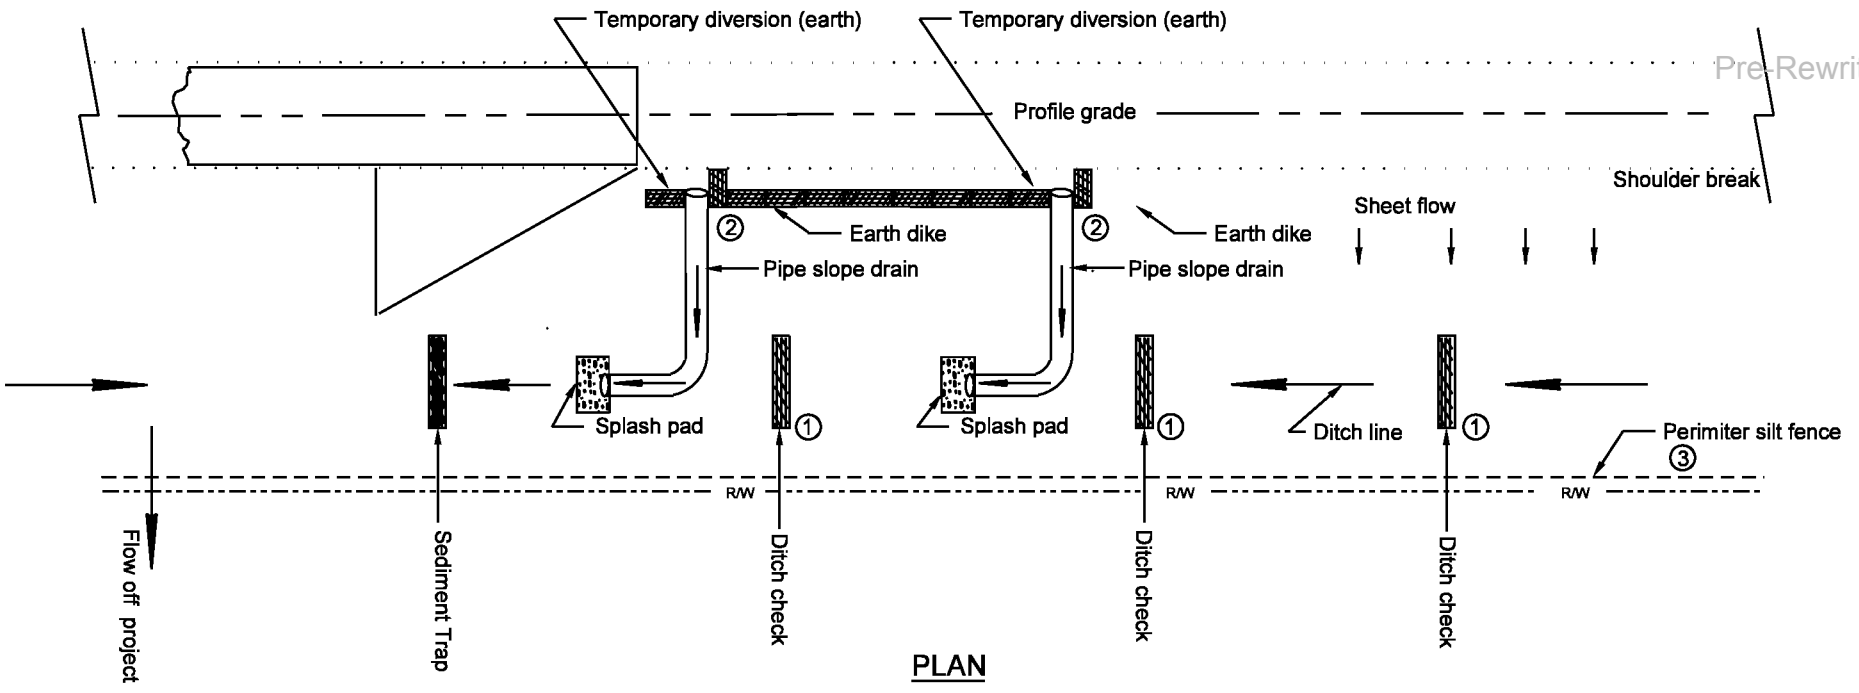 Temporary diversion (earth)
Temporary diversion (earth)
Pre-Rewri
Profile grade
Shoulder break
Sheet flow
②
Earth dike
②
Earth dike
Pipe slope drain
Pipe slope drain
Splash pad
①
Splash pad
①
Ditch line
①
Perimiter silt fence
③
R/W
R/W
R/W
Flow off project
Sediment Trap
Ditch check
Ditch check
Ditch check
PLAN